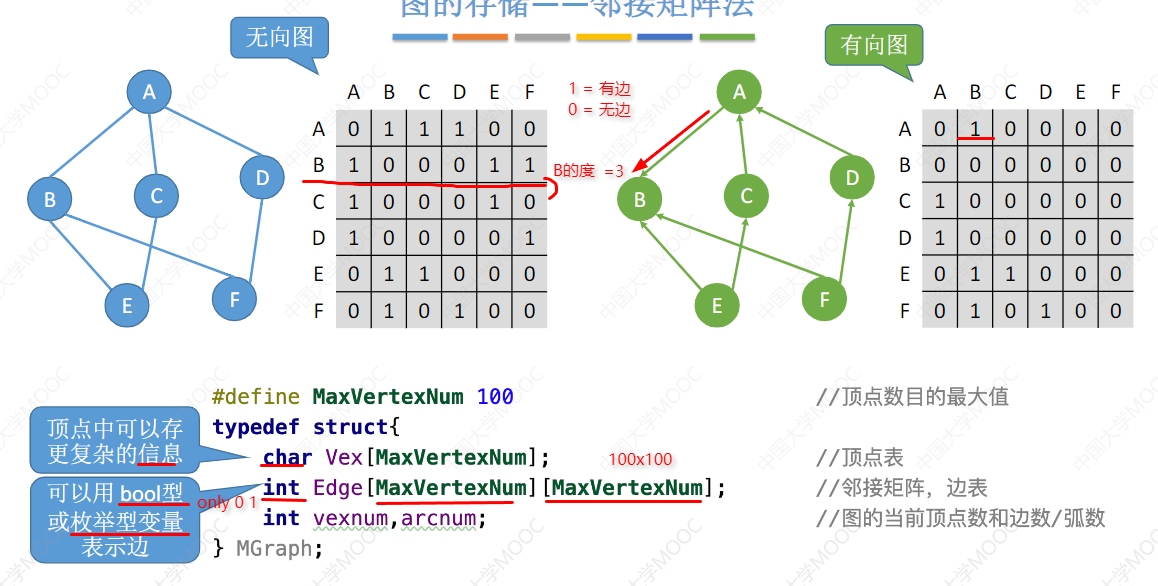 图的存储——邻接矩阵法
无向图
有向图
A B C D E F
A 0 1 1 1 0 0
B 1 0 0 0 1 1
C 1 0 0 0 1 0
D 1 0 0 0 0 1
E 0 1 1 0 0 0
F 0 1 0 1 0 0
A
B
C
D
E
F
1 = 有边
0 = 无边
B的度 =3
A
B
C
D
E
F
A B C D E F
A 0 1 0 0 0 0
B 0 0 0 0 0 0
C 1 0 0 0 0 0
D 1 0 0 0 0 0
E 0 1 1 0 0 0
F 0 1 0 1 0 0
#define MaxVertexNum 100 //顶点数目的最大值
typedef struct{
char Vex[MaxVertexNum]; //顶点表
100x100
int Edge[MaxVertexNum][MaxVertexNum]; //邻接矩阵，边表
int vexnum,arcnum; //图的当前顶点数和边数/弧数
} MGraph;
顶点中可以存
更复杂的信息
可以用 bool型
或枚举型变量
表示边
only 0 1
中国大学MOOC